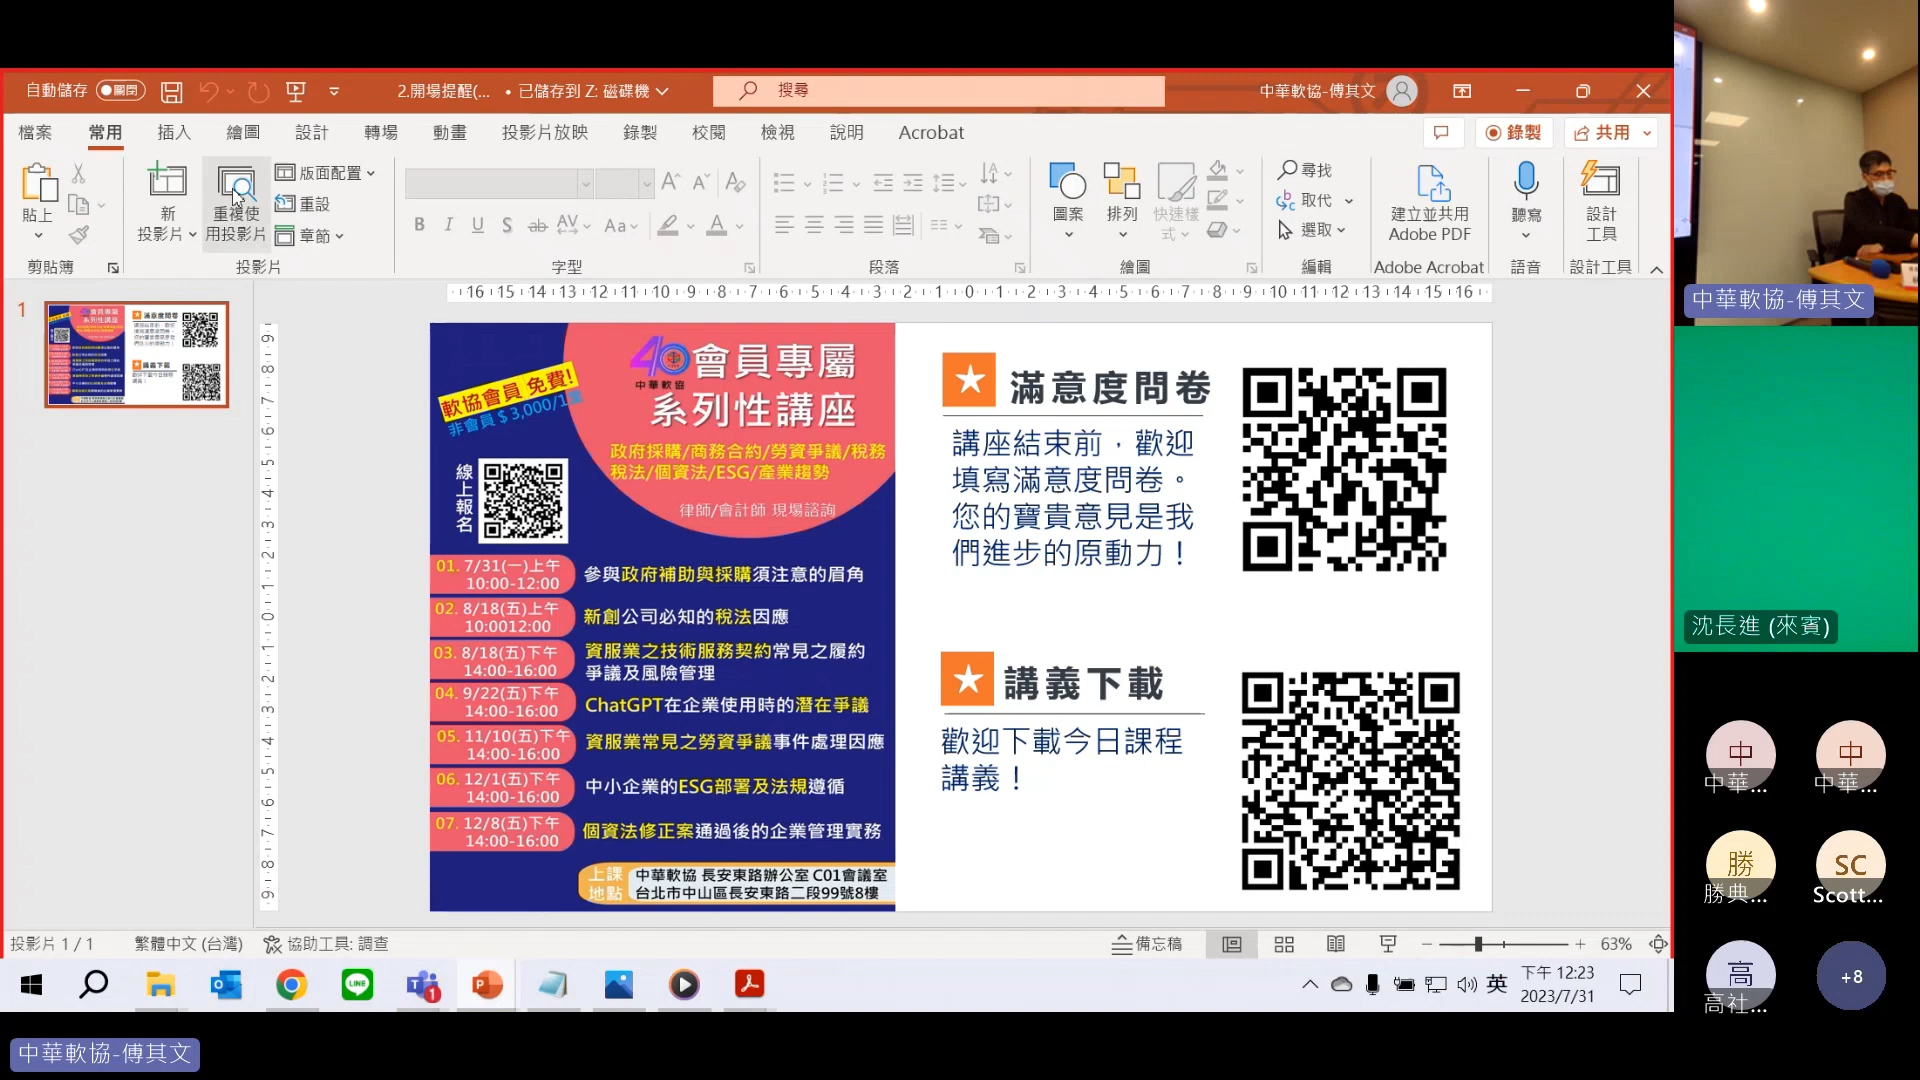 自動儲存 關閉 2.開場提醒(... • 已儲存到 Z: 磁碟機 搜尋 中華軟協-傅其文
檔案 常用 插入 繪圖 設計 轉場 動畫 投影片放映 錄製 校閱 檢視 說明 Acrobat 錄製 共用
貼上
新
投影片
重複使
用投影片
版面配置
重設
章節
B I U S ab AV Aa A
圖案 排列 快速樣
式
尋找
取代
選取
建立並共用
Adobe PDF
聽寫
設計
工具
剪貼簿 投影片 字型 段落 繪圖 編輯 Adobe Acrobat 語音 設計工具
1
40
中華軟協
會員專屬
系列性講座
軟協會員 免費!
政府採購/商務合約/勞資爭議/稅務
稅法/個資法/ESG/產業趨勢
律師/會計師 現場諮詢
線上報名
01. 7/31(一)上午
10:00-12:00
參與政府補助與採購須注意的眉角
02. 8/18(五)上午
10:0012:00
新創公司必知的稅法因應
03. 8/18(五)下午
14:00-16:00
資服業之技術服務契約常見之履約
爭議及風險管理
04. 9/22(五)下午
14:00-16:00
ChatGPT在企業使用時的潛在爭議
05. 11/10(五)下午
14:00-16:00
資服業常見之勞資爭議事件處理因應
06. 12/1(五)下午
14:00-16:00
中小企業的ESG部署及法規遵循
07. 12/8(五)下午
14:00-16:00
個資法修正案通過後的企業管理實務
上課
地點
中華軟協 長安東路辦公室 C01會議室
台北市中山區長安東路二段99號8樓
滿意度問卷
講座結束前，歡迎
填寫滿意度問卷。
您的寶貴意見是我
們進步的原動力！
講義下載
歡迎下載今日課程
講義！
投影片 1 / 1 繁體中文 (台灣) 協助工具: 調查 備忘稿 63%
英 下午 12:23
2023/7/31
中華軟協-傅其文
中華軟協-傅其文
沈長進 (來賓)
中
中華...
中
中華...
勝
勝典...
SC
Scott...
高
高社...
+8